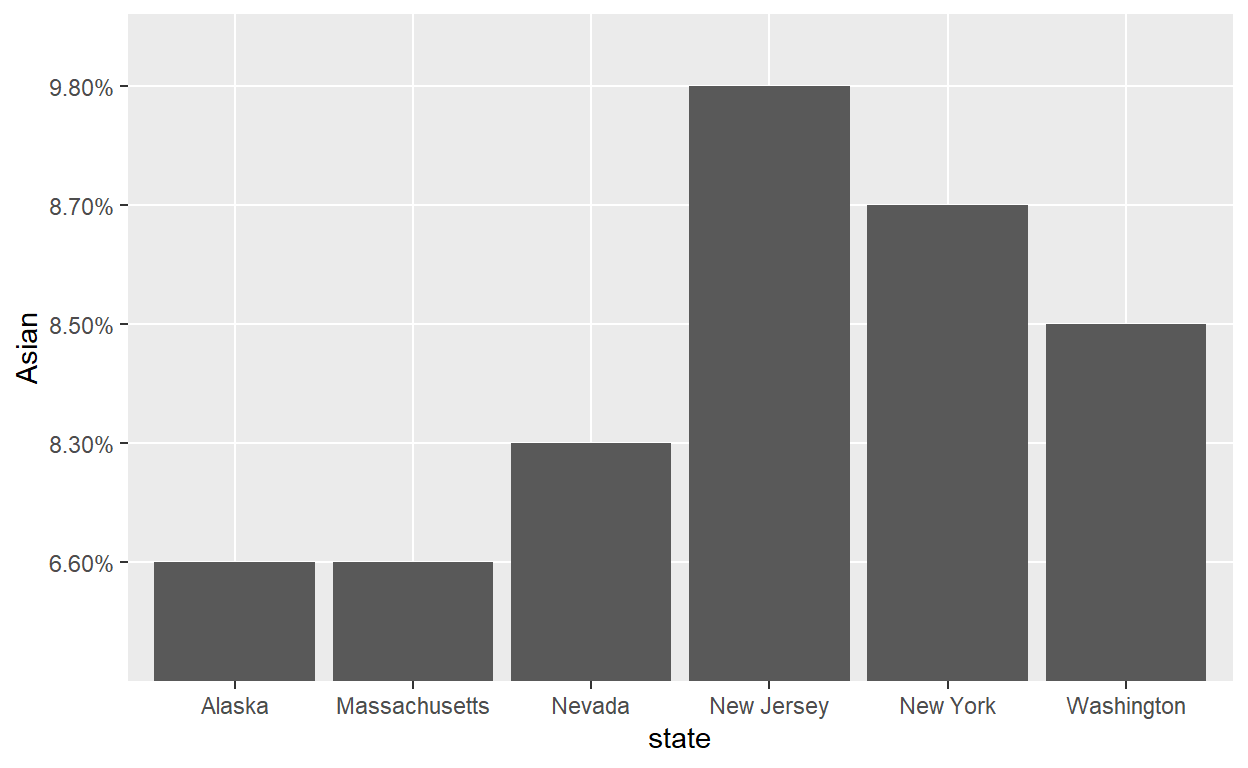 9.80%
8.70%
8.50%
8.30%
6.60%
Asian
Alaska Massachusetts Nevada New Jersey New York Washington
state